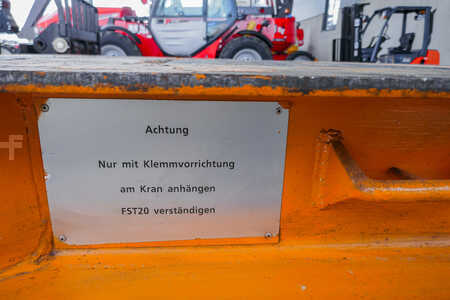 Achtung
Nur mit Klemmvorrichtung
am Kran anhängen
FST20 verständigen